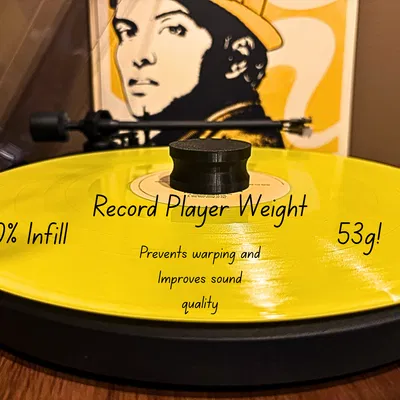 Record Player Weight
0% Infill
53g!
Prevents warping and
Improves sound
quality